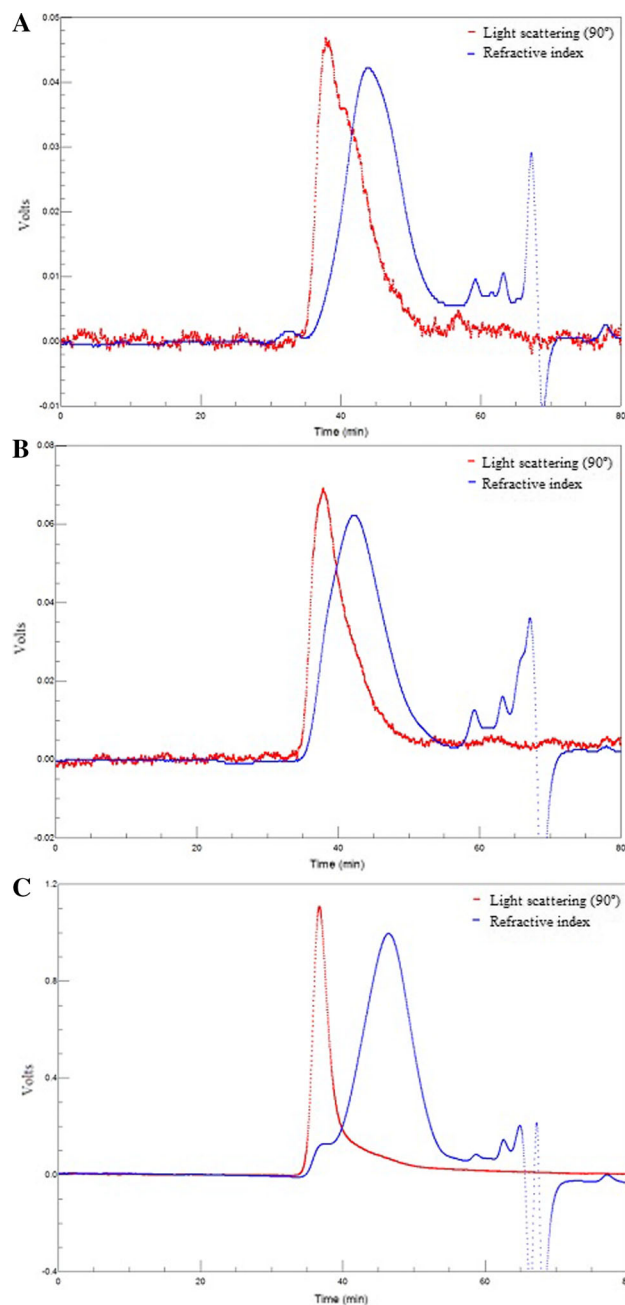 A
0.05
Light scattering (90°)
Refractive index
0.04
0.03
Volts
0.02
0.01
0.00
-0.01
0 20 40 60 80
Time (min)
B
0.08
Light scattering (90°)
Refractive index
0.06
0.04
Volts
0.02
0.00
-0.02
0 20 40 60 80
Time (min)
C
1.2
Light scattering (90°)
Refractive index
0.8
Volts
0.4
0.0
-0.4
0 20 40 60 80
Time (min)